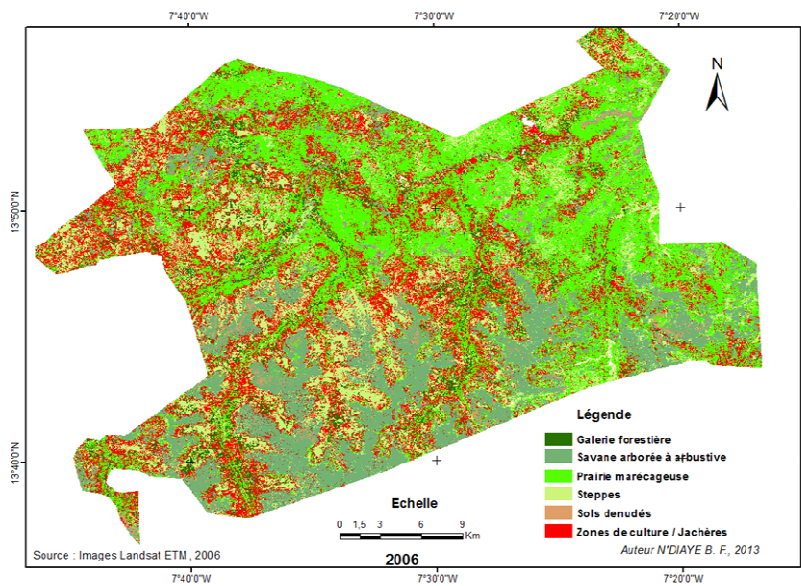 7°40'0"W 7°30'0"W 7°20'0"W
N
13°50'0"N
13°40'0"N
Légende
Galerie forestière
Savane arborée à arbustive
Prairie marécageuse
Steppes
Sols denudés
Zones de culture / Jachères
Echelle
0 1,5 3 6 9
Km
Source : Images Landsat ETM, 2006
2006
Auteur N'DIAYE B. F., 2013
7°40'0"W 7°30'0"W 7°20'0"W